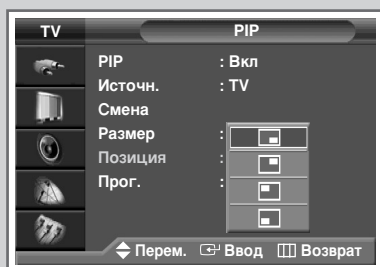 TV PIP
PIP : Вкл
Источн. : TV
Смена
Размер :
Позиция :
Прог. :
Перем. Ввод Возврат